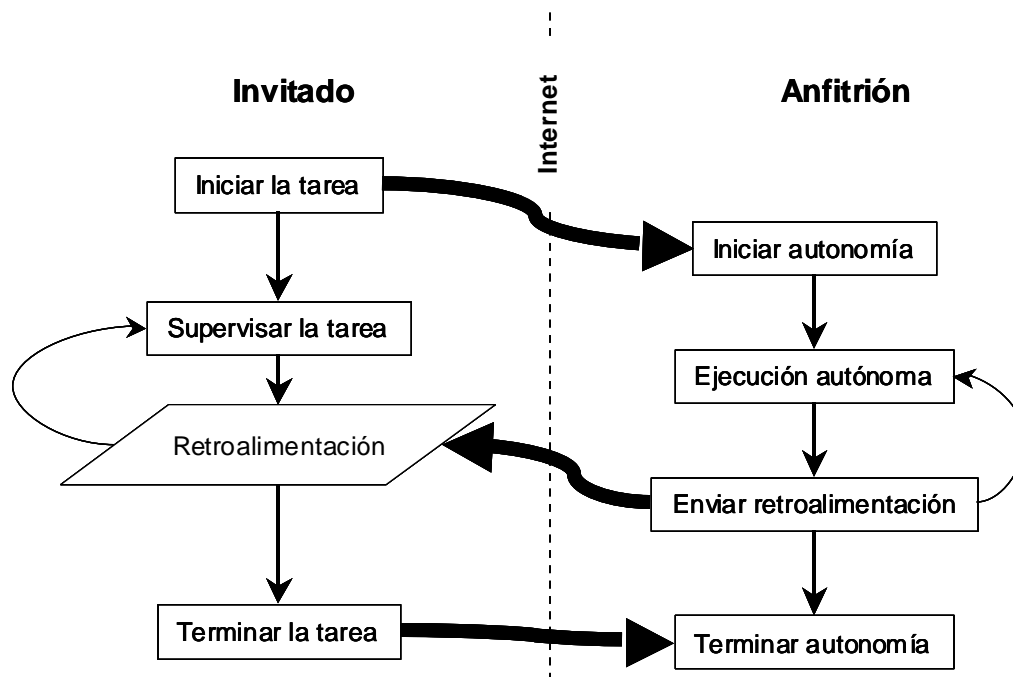 Invitado
Anfitrión
Internet
Iniciar la tarea
Iniciar autonomía
Supervisar la tarea
Ejecución autónoma
Retroalimentación
Enviar retroalimentación
Terminar la tarea
Terminar autonomía